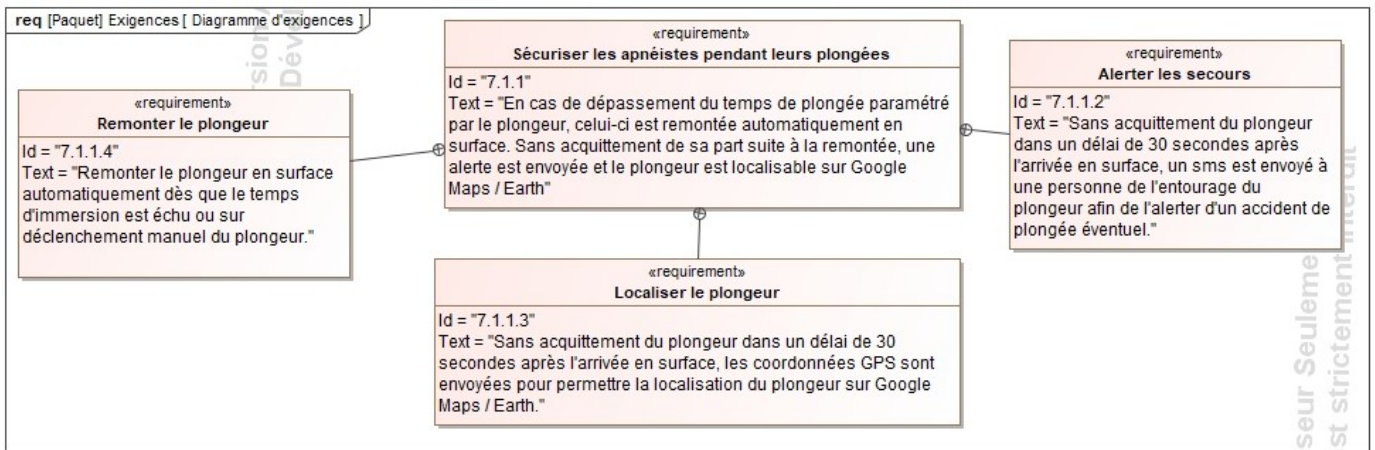 req [Paquet] Exigences [ Diagramme d'exigences ]
«requirement»
Sécuriser les apnéistes pendant leurs plongées
Id = "7.1.1"
Text = "En cas de dépassement du temps de plongée paramétré
par le plongeur, celui-ci est remontée automatiquement en
surface. Sans acquittement de sa part suite à la remontée, une
alerte est envoyée et le plongeur est localisable sur Google
Maps / Earth"
«requirement»
Alerter les secours
Id = "7.1.1.2"
Text = "Sans acquittement du plongeur
dans un délai de 30 secondes après
l'arrivée en surface, un sms est envoyé à
une personne de l'entourage du
plongeur afin de l'alerter d'un accident de
plongée éventuel."
«requirement»
Remonter le plongeur
Id = "7.1.1.4"
Text = "Remonter le plongeur en surface
automatiquement dès que le temps
d'immersion est échu ou sur
déclenchement manuel du plongeur."
«requirement»
Localiser le plongeur
Id = "7.1.1.3"
Text = "Sans acquittement du plongeur dans un délai de 30
secondes après l'arrivée en surface, les coordonnées GPS sont
envoyées pour permettre la localisation du plongeur sur Google
Maps / Earth."
strictement